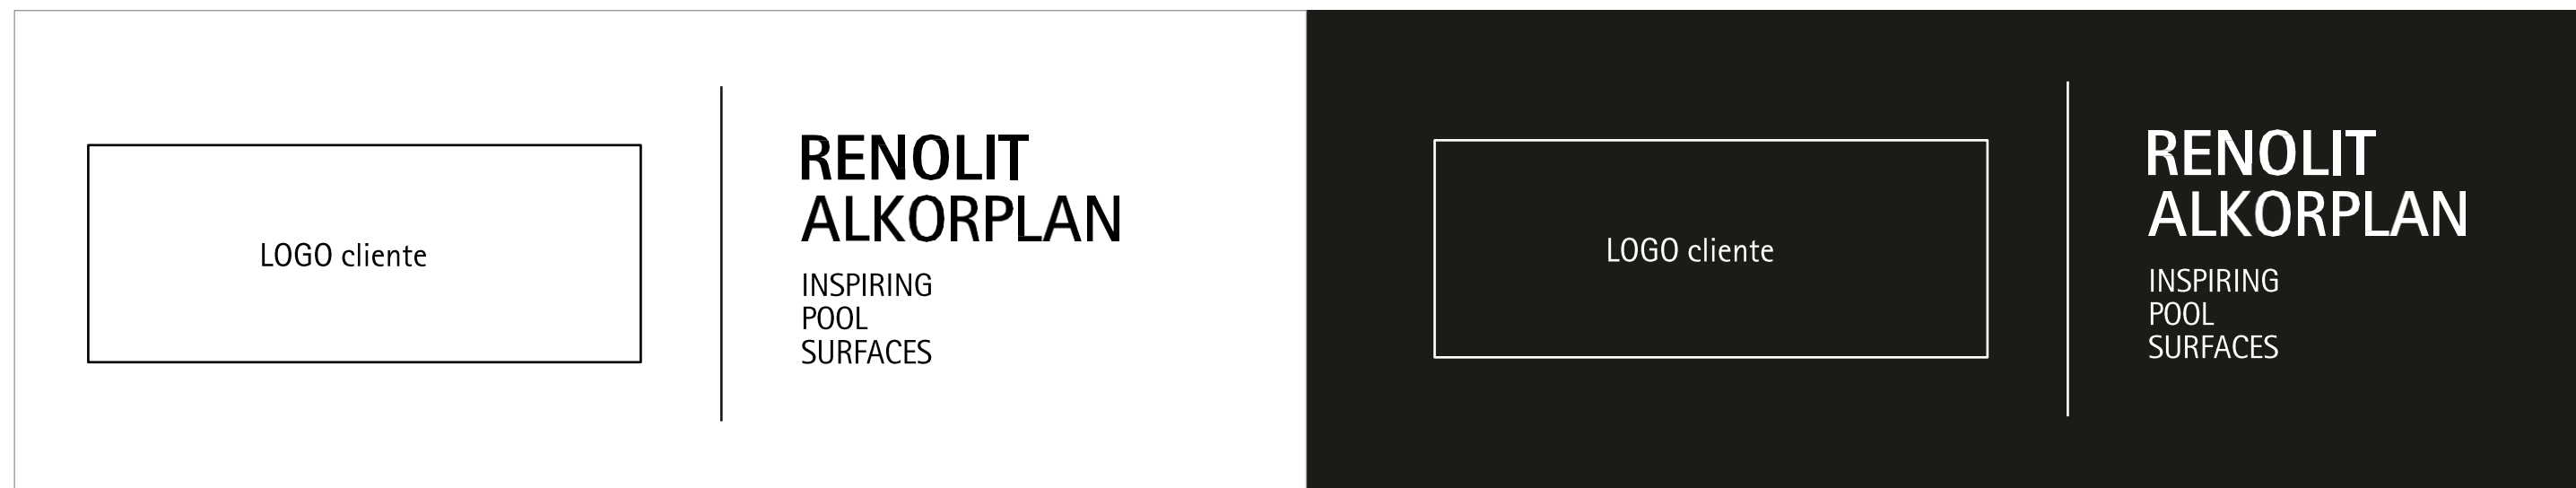 LOGO cliente
RENOLIT
ALKORPLAN
INSPIRING
POOL
SURFACES
LOGO cliente
RENOLIT
ALKORPLAN
INSPIRING
POOL
SURFACES